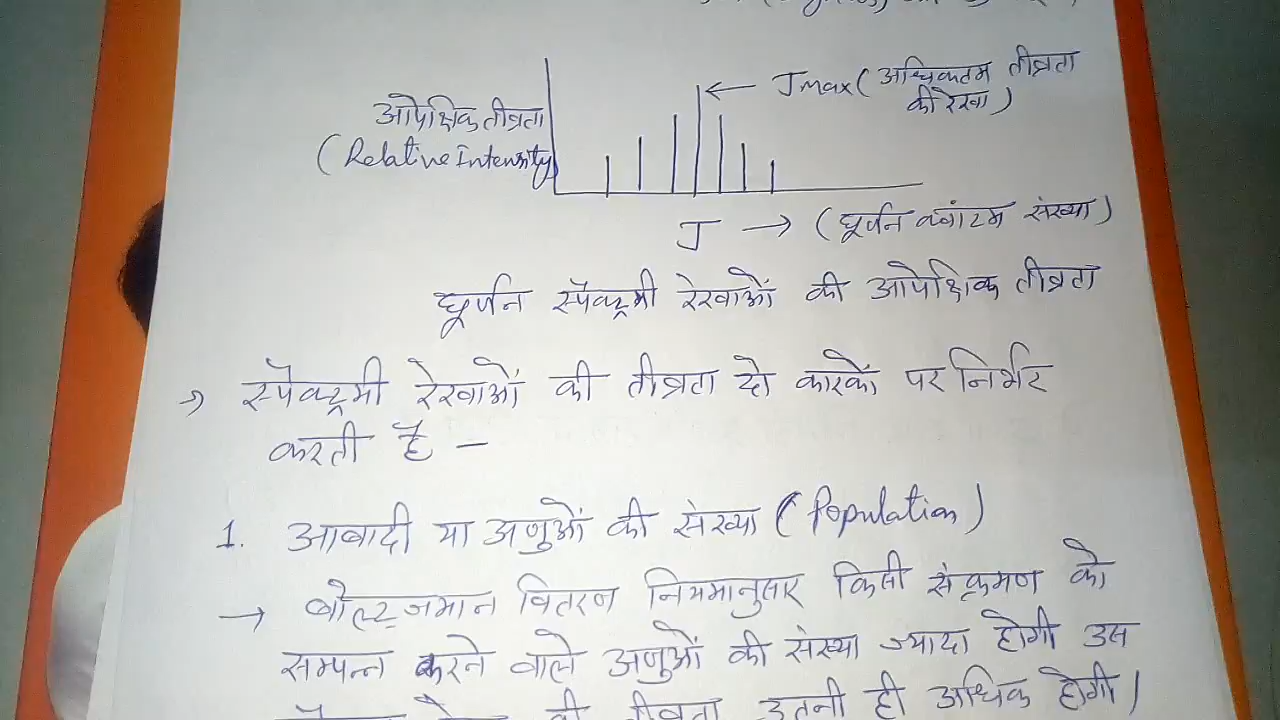 Jmax (अधिकतम तीव्रता
की रेखा)
आपेक्षिक तीव्रता
(Relative Intensity)
J → (घूर्णन क्वांटम संख्या)
घूर्णन स्पेक्ट्रमी रेखाओं की आपेक्षिक तीव्रता
→ स्पेक्ट्रमी रेखाओं की तीव्रता दो कारकों पर निर्भर
करती है -
1. आबादी या अणुओं की संख्या (Population)
→ बोल्ट्ज़मान वितरण नियमानुसार किसी संक्रमण को
सम्पन्न करने वाले अणुओं की संख्या ज्यादा होगी उस
की तीव्रता उतनी ही अधिक होगी।